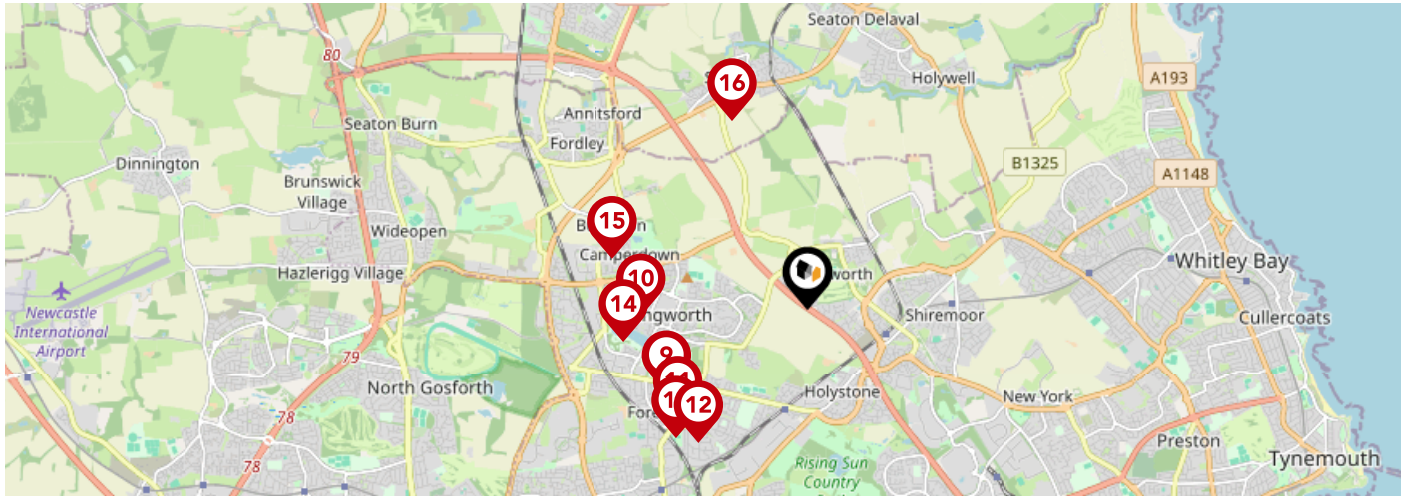 Seaton Delaval
80
16
Holywell
A193
Annitsford
Seaton Burn
Fordley
Dinnington
B1325
A1148
Brunswick
Village
15
Wideopen
Camperdown
Whitley Bay
Hazlerigg Village
10
14
Newcastle
International
Airport
Shiremoor
Cullercoats
79
9
North Gosforth
Holystone
New York
12
78
Preston
Tynemouth
78
Rising Sun
Country